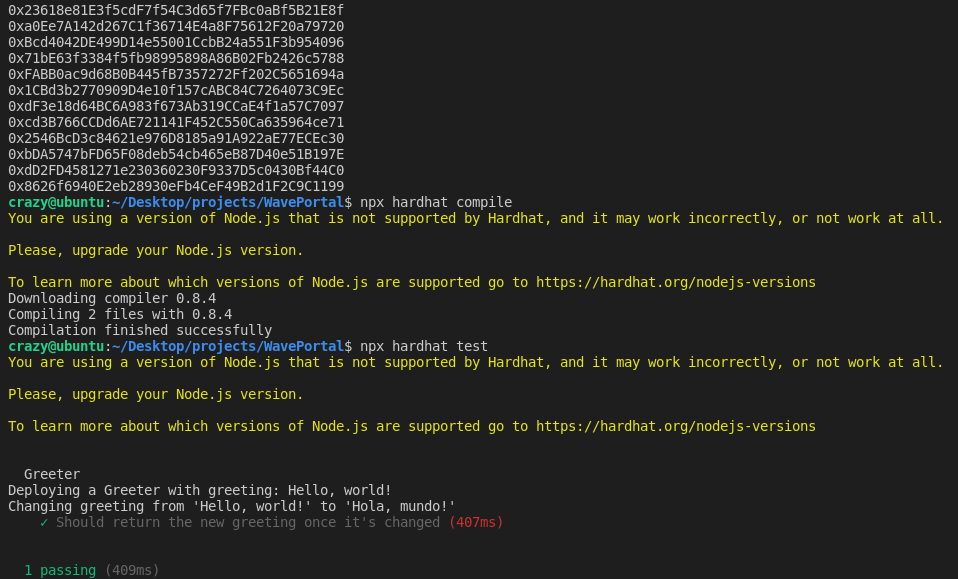 0x23618e81E3f5cdF7f54C3d65f7FBc0aBf5B21E8f
0xa0Ee7A142d267C1f36714E4a8F75612F20a79720
0xBcd4042DE499D14e55001CcbB24a551F3b954096
0x71bE63f3384f5fb98995898A86B02Fb2426c5788
0xFABB0ac9d68B0B445fB7357272Ff202C5651694a
0x1CBd3b2770909D4e10f157cABC84C7264073C9Ec
0xdF3e18d64BC6A983f673Ab319CCaE4f1a57C7097
0xcd3B766CCDd6AE721141F452C550Ca635964ce71
0x2546BcD3c84621e976D8185a91A922aE77ECEc30
0xbDA5747bFD65F08deb54cb465eB87D40e51B197E
0xdD2FD4581271e230360230F9337D5c0430Bf44C0
0x8626f6940E2eb28930eFb4CeF49B2d1F2C9C1199
crazy@ubuntu:~/Desktop/projects/WavePortal$ npx hardhat compile
You are using a version of Node.js that is not supported by Hardhat, and it may work incorrectly, or not work at all.
Please, upgrade your Node.js version.
To learn more about which versions of Node.js are supported go to https://hardhat.org/nodejs-versions
Downloading compiler 0.8.4
Compiling 2 files with 0.8.4
Compilation finished successfully
crazy@ubuntu:~/Desktop/projects/WavePortal$ npx hardhat test
You are using a version of Node.js that is not supported by Hardhat, and it may work incorrectly, or not work at all.
Please, upgrade your Node.js version.
To learn more about which versions of Node.js are supported go to https://hardhat.org/nodejs-versions
Greeter
Deploying a Greeter with greeting: Hello, world!
Changing greeting from 'Hello, world!' to 'Hola, mundo!'
✓ Should return the new greeting once it's changed (407ms)
1 passing (409ms)